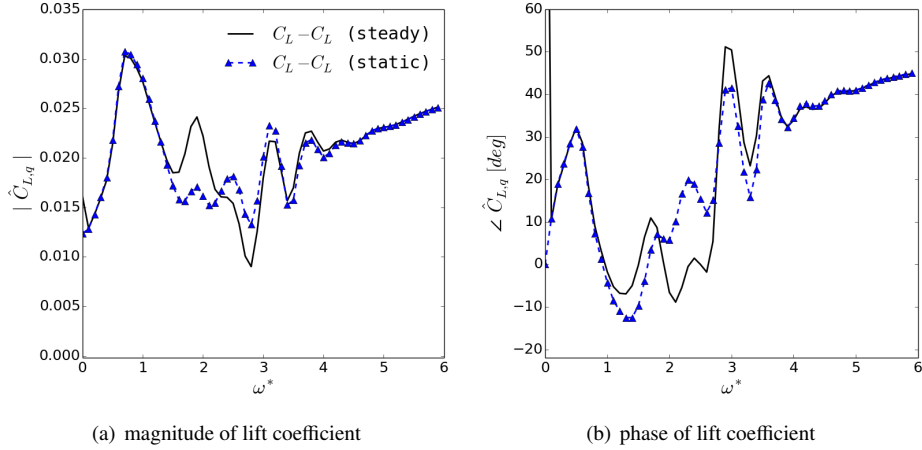 0.035
0.030
0.025
0.020
0.015
0.010
0.005
0.000
| Ĉ_{L,q} |
C_L−C_L (steady)
C_L−C_L (static)
0 1 2 3 4 5 6
ω*
(a) magnitude of lift coefficient
60
50
40
30
20
10
0
−10
−20
∠ Ĉ_{L,q} [deg]
0 1 2 3 4 5 6
ω*
(b) phase of lift coefficient